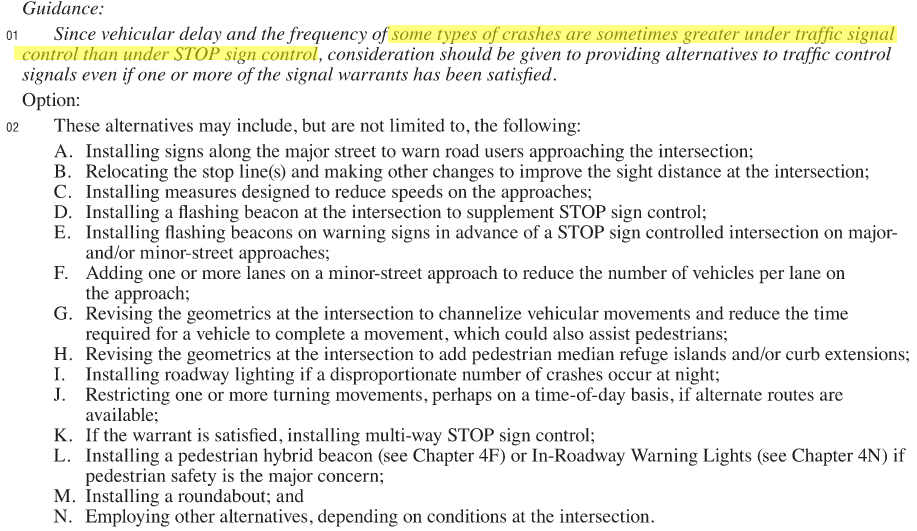 Guidance:
01 Since vehicular delay and the frequency of some types of crashes are sometimes greater under traffic signal
control than under STOP sign control, consideration should be given to providing alternatives to traffic control
signals even if one or more of the signal warrants has been satisfied.
Option:
02 These alternatives may include, but are not limited to, the following:
A. Installing signs along the major street to warn road users approaching the intersection;
B. Relocating the stop line(s) and making other changes to improve the sight distance at the intersection;
C. Installing measures designed to reduce speeds on the approaches;
D. Installing a flashing beacon at the intersection to supplement STOP sign control;
E. Installing flashing beacons on warning signs in advance of a STOP sign controlled intersection on major-
and/or minor-street approaches;
F. Adding one or more lanes on a minor-street approach to reduce the number of vehicles per lane on
the approach;
G. Revising the geometrics at the intersection to channelize vehicular movements and reduce the time
required for a vehicle to complete a movement, which could also assist pedestrians;
H. Revising the geometrics at the intersection to add pedestrian median refuge islands and/or curb extensions;
I. Installing roadway lighting if a disproportionate number of crashes occur at night;
J. Restricting one or more turning movements, perhaps on a time-of-day basis, if alternate routes are
available;
K. If the warrant is satisfied, installing multi-way STOP sign control;
L. Installing a pedestrian hybrid beacon (see Chapter 4F) or In-Roadway Warning Lights (see Chapter 4N) if
pedestrian safety is the major concern;
M. Installing a roundabout; and
N. Employing other alternatives, depending on conditions at the intersection.